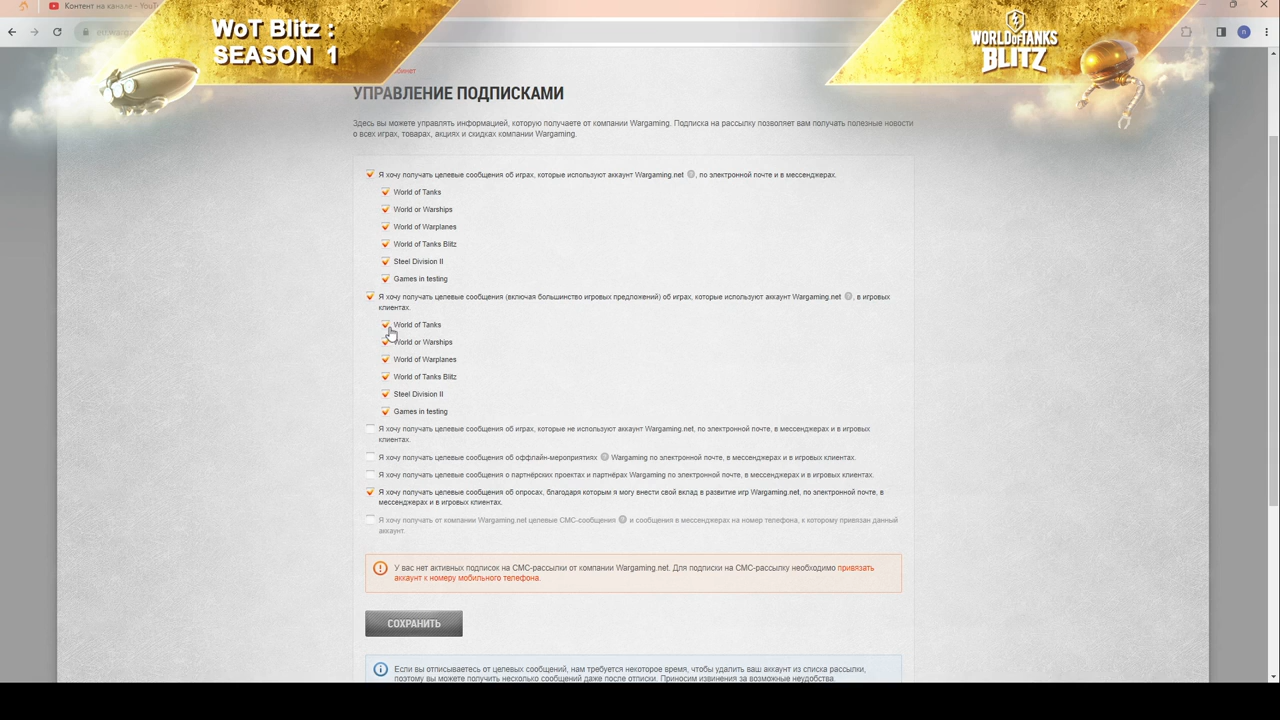 Контент на канале - YouT
WoT Blitz :
SEASON 1
WORLD OF TANKS
BLITZ
УПРАВЛЕНИЕ ПОДПИСКАМИ
Здесь вы можете управлять информацией, которую получаете от компании Wargaming. Подписка на рассылку позволяет вам получать полезные новости
о всех играх, товарах, акциях и скидках компании Wargaming.
Я хочу получать целевые сообщения об играх, которые используют аккаунт Wargaming.net ?, по электронной почте и в мессенджерах.
World of Tanks
World or Warships
World of Warplanes
World of Tanks Blitz
Steel Division II
Games in testing
Я хочу получать целевые сообщения (включая большинство игровых предложений) об играх, которые используют аккаунт Wargaming.net ?, в игровых
клиентах.
World of Tanks
World or Warships
World of Warplanes
World of Tanks Blitz
Steel Division II
Games in testing
Я хочу получать целевые сообщения об играх, которые не используют аккаунт Wargaming.net, по электронной почте, в мессенджерах и в игровых
клиентах.
Я хочу получать целевые сообщения об оффлайн-мероприятиях ? Wargaming по электронной почте, в мессенджерах и в игровых клиентах.
Я хочу получать целевые сообщения о партнёрских проектах и партнёрах Wargaming по электронной почте, в мессенджерах и в игровых клиентах.
Я хочу получать целевые сообщения об опросах, благодаря которым я могу внести свой вклад в развитие игр Wargaming.net, по электронной почте, в
мессенджерах и в игровых клиентах.
Я хочу получать от компании Wargaming.net целевые СМС-сообщения ? и сообщения в мессенджерах на номер телефона, к которому привязан данный
аккаунт.
У вас нет активных подписок на СМС-рассылки от компании Wargaming.net. Для подписки на СМС-рассылку необходимо привязать
аккаунт к номеру мобильного телефона.
СОХРАНИТЬ
Если вы отписываетесь от целевых сообщений, нам требуется некоторое время, чтобы удалить ваш аккаунт из списка рассылки,
поэтому вы можете получить несколько сообщений даже после отписки. Приносим извинения за возможные неудобства.